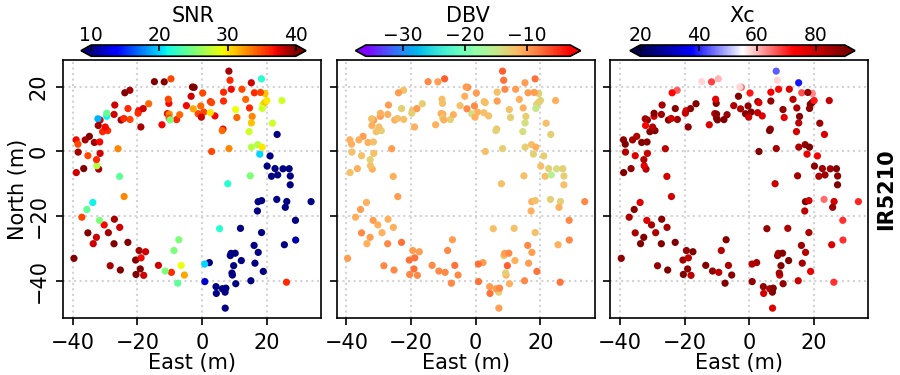 SNR DBV Xc
10 20 30 40 −30 −20 −10 20 40 60 80
20
0
−20
−40
North (m)
IR5210
−40 −20 0 20 −40 −20 0 20 −40 −20 0 20
East (m) East (m) East (m)